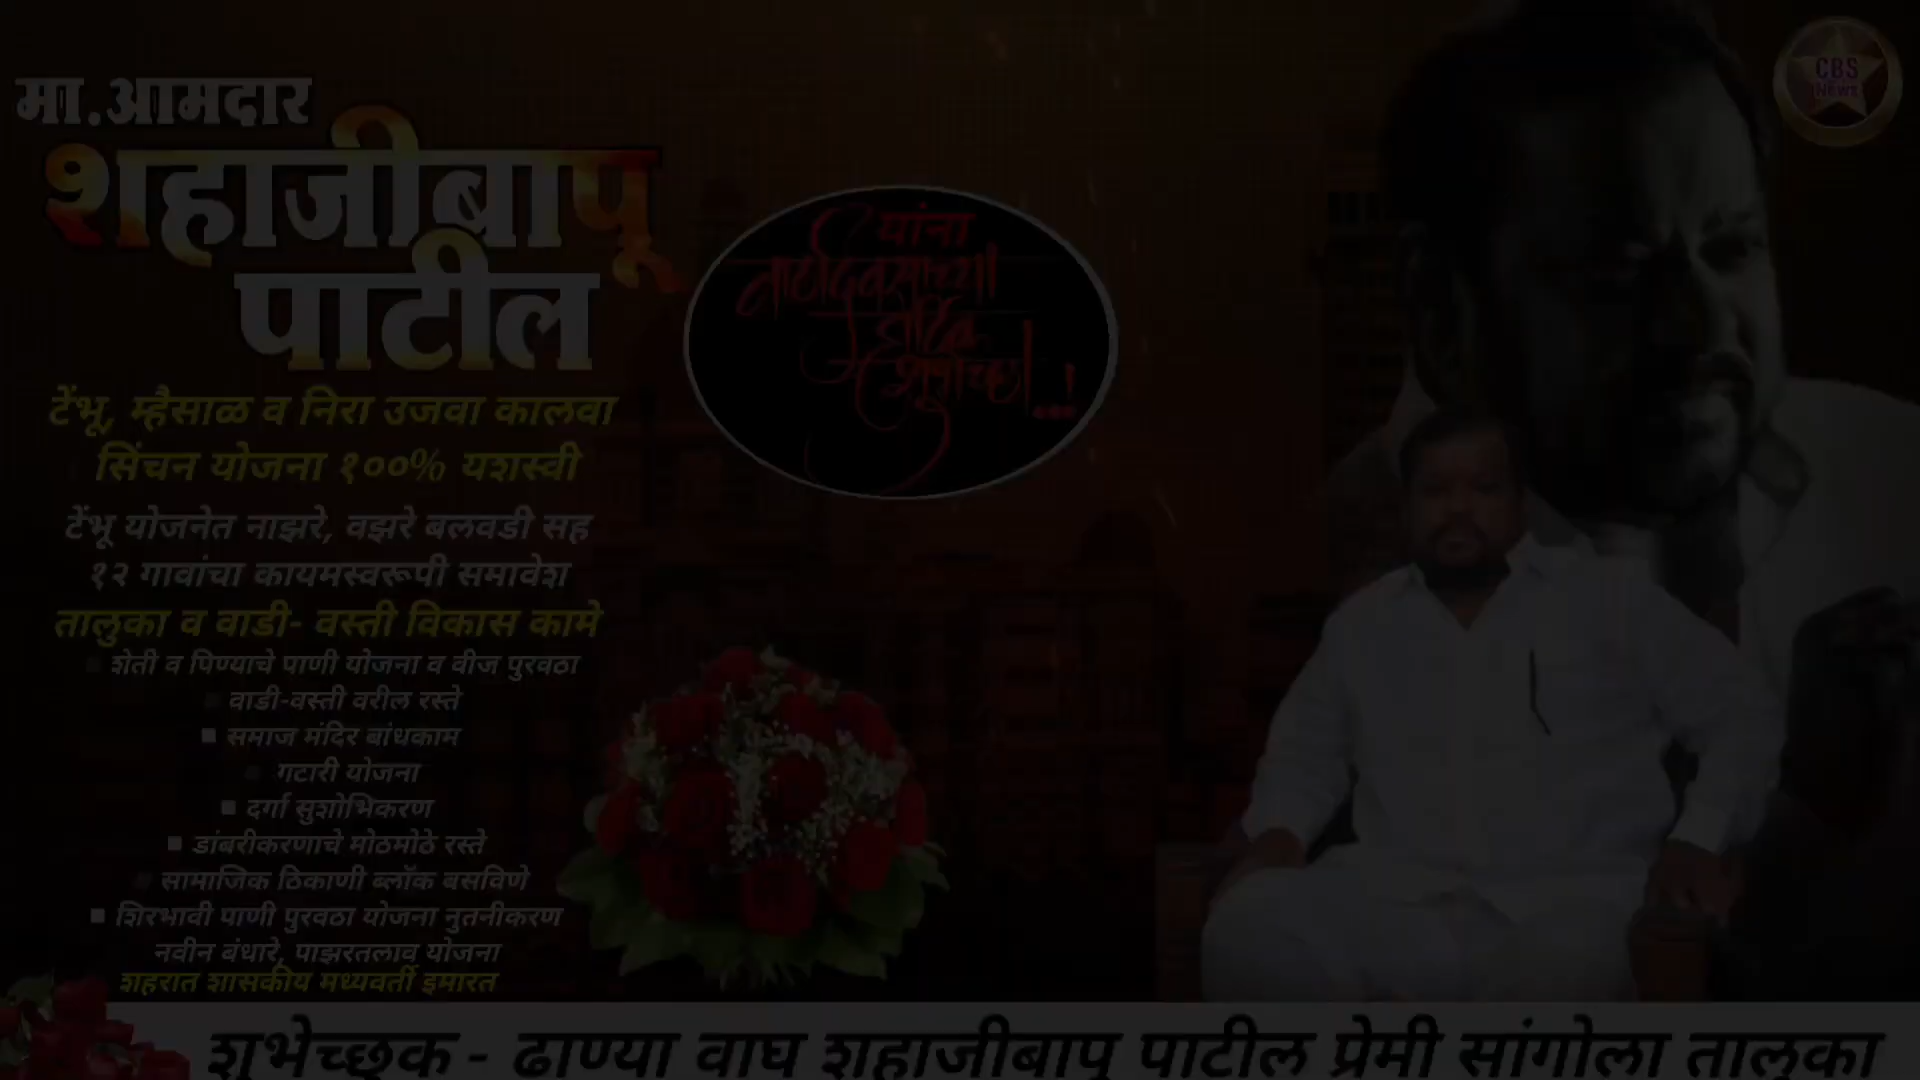 मा.आमदार
शहाजीबापू
पाटील
टेंभू, म्हैसाळ व निरा उजवा कालवा
सिंचन योजना १००% यशस्वी
टेंभू योजनेत नाझरे, वझरे बलवडी सह
१२ गावांचा कायमस्वरूपी समावेश
तालुका व वाडी- वस्ती विकास कामे
शेती व पिण्याचे पाणी योजना व वीज पुरवठा
वाडी-वस्ती वरील रस्ते
■ समाज मंदिर बांधकाम
गटारी योजना
■ दर्गा सुशोभिकरण
■ डांबरीकरणाचे मोठमोठे रस्ते
सामाजिक ठिकाणी ब्लॉक बसविणे
■ शिरभावी पाणी पुरवठा योजना नुतनीकरण
नवीन बंधारे, पाझरतलाव योजना
शहरात शासकीय मध्यवर्ती इमारत
यांना
वाढदिवसाच्या
हार्दिक
शुभेच्छा...!
CBS
News
शुभेच्छुक - ढाण्या वाघ शहाजीबापु पाटील प्रेमी सांगोला तालुका